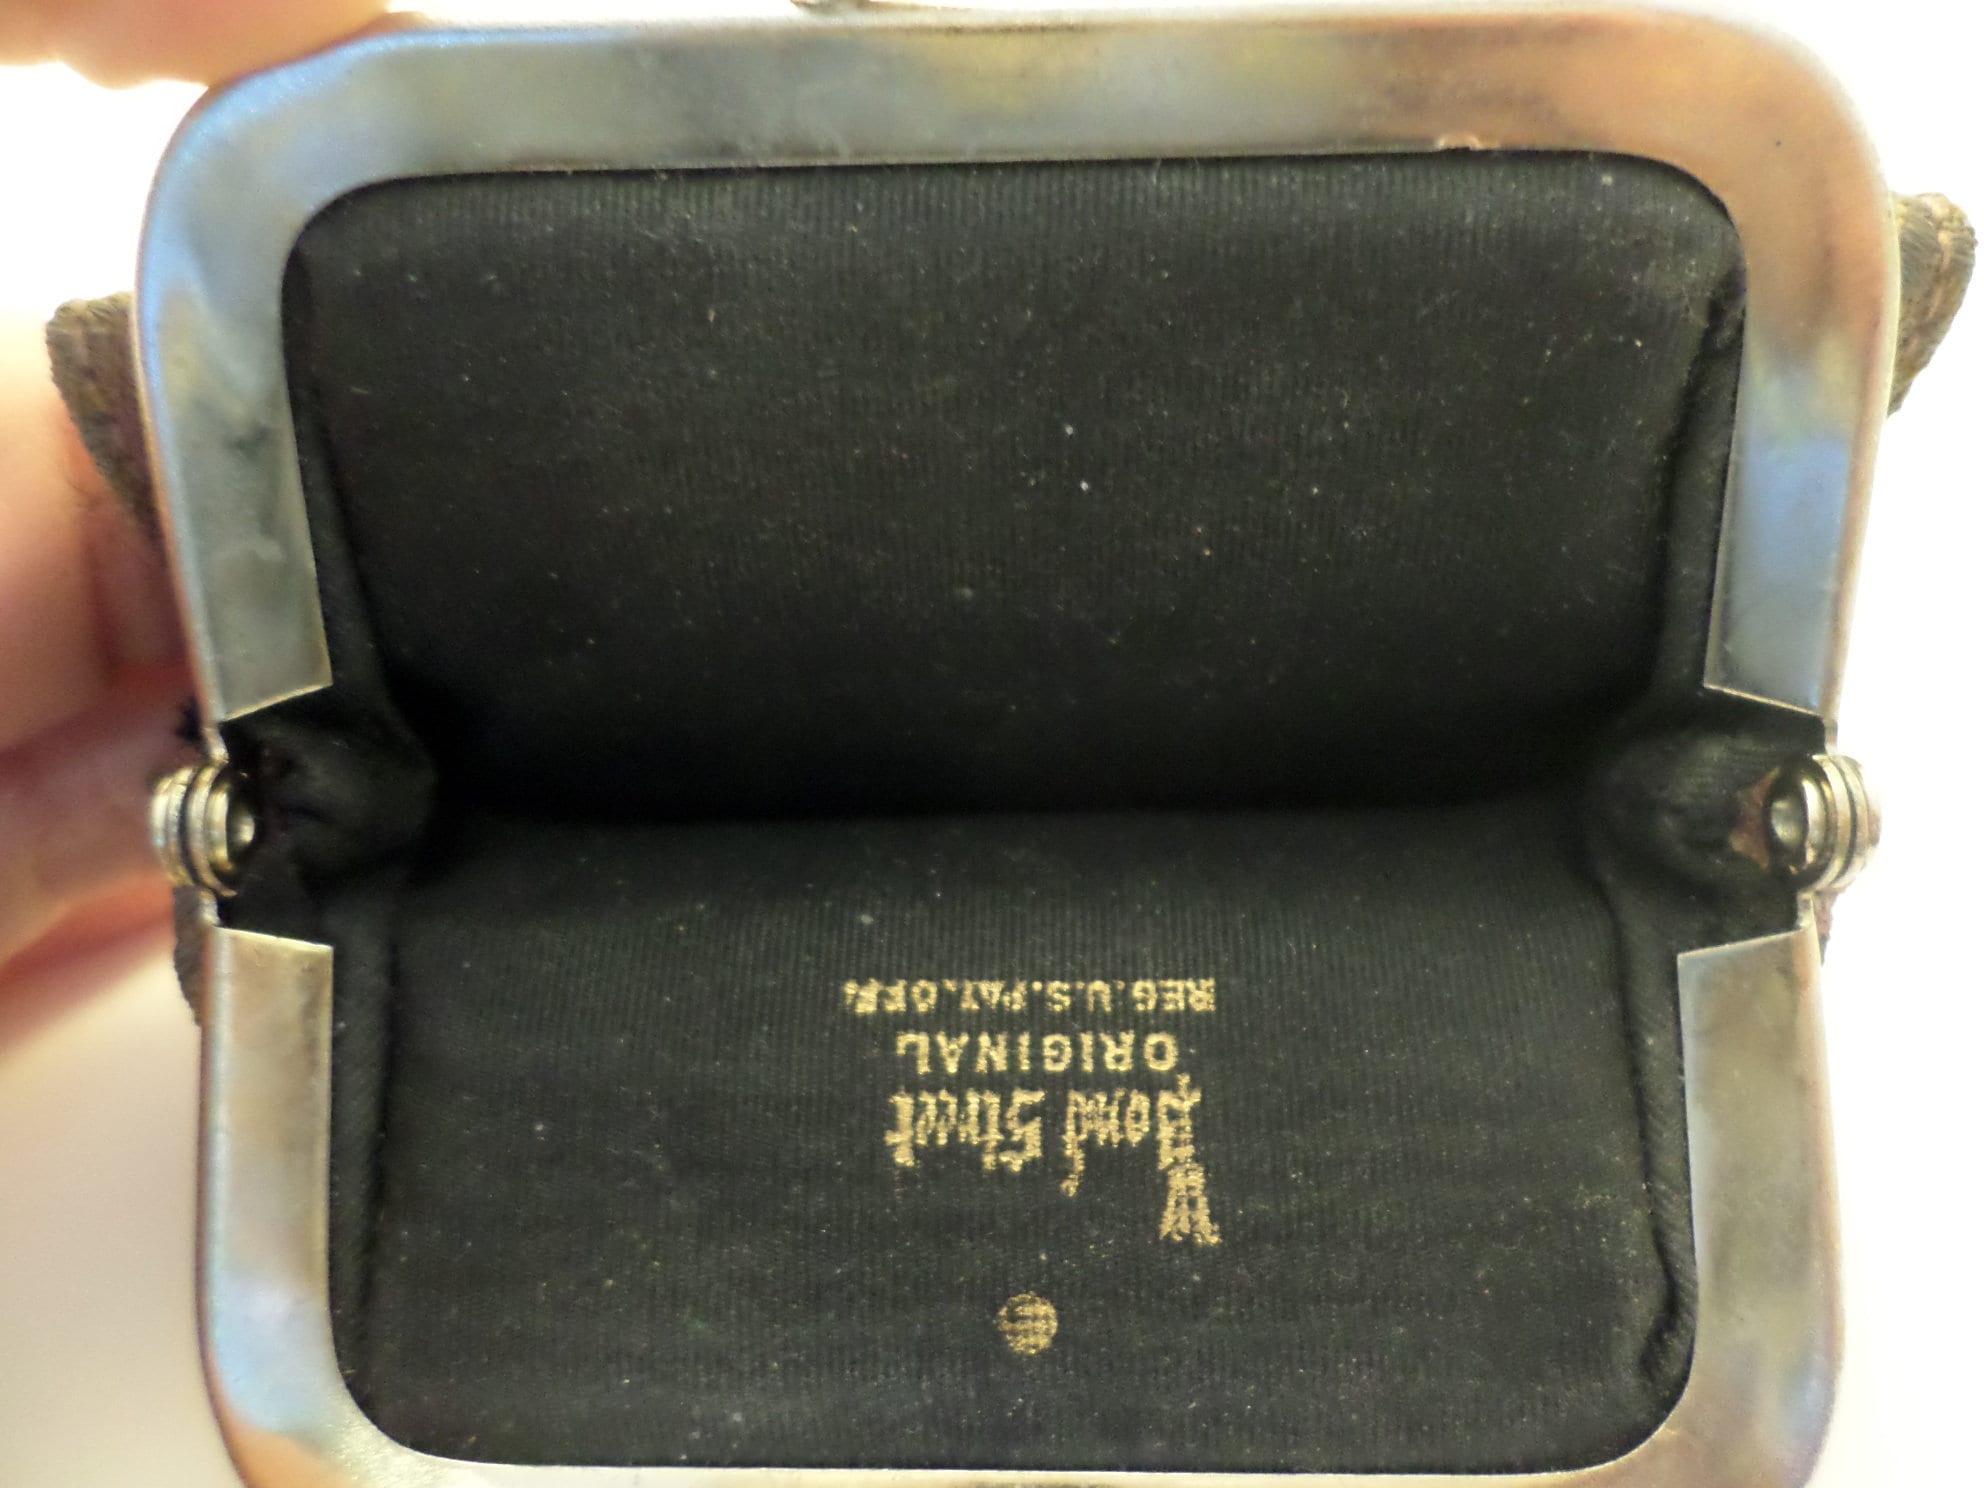 Bond Street
ORIGINAL
REG. U.S. PAT. OFF.